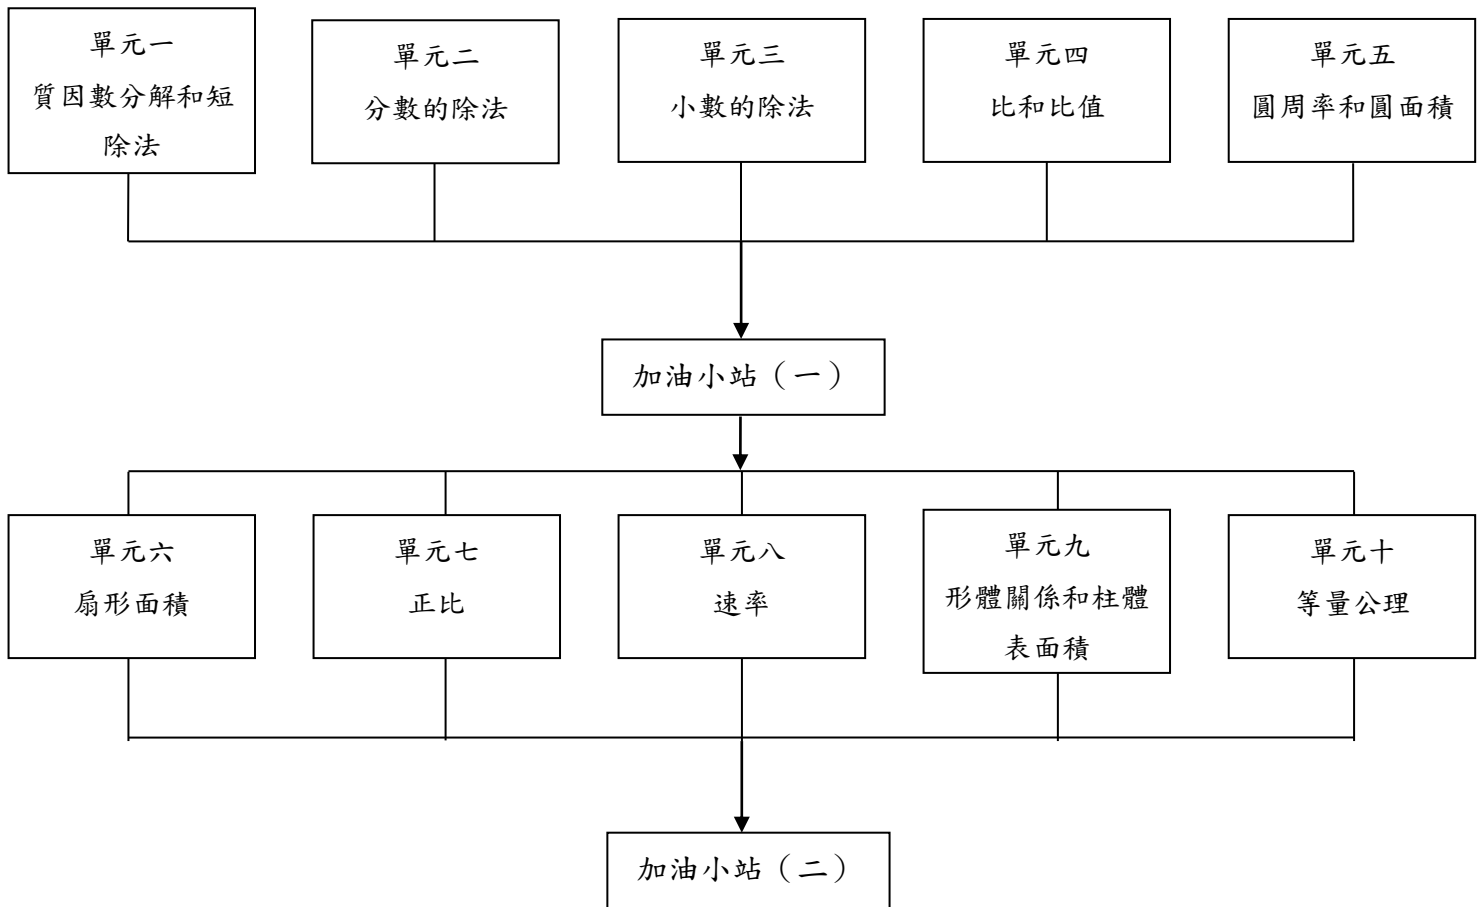 單元一
質因數分解和短
除法
單元二
分數的除法
單元三
小數的除法
單元四
比和比值
單元五
圓周率和圓面積
加油小站（一）
單元六
扇形面積
單元七
正比
單元八
速率
單元九
形體關係和柱體
表面積
單元十
等量公理
加油小站（二）